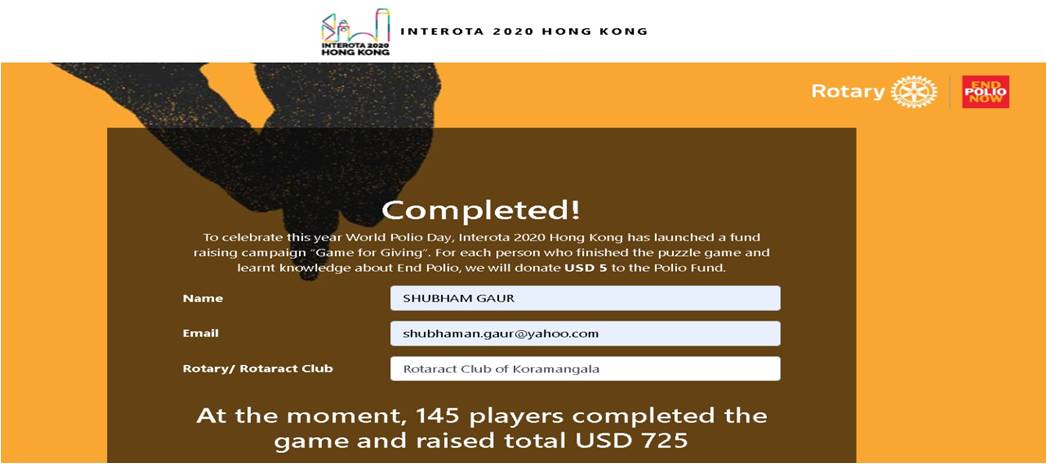 INTEROTA 2020
HONG KONG
INTEROTA 2020 HONG KONG
Rotary
END
POLIO
NOW
Completed!
To celebrate this year World Polio Day, Interota 2020 Hong Kong has launched a fund
raising campaign “Game for Giving”. For each person who finished the puzzle game and
learnt knowledge about End Polio, we will donate USD 5 to the Polio Fund.
Name SHUBHAM GAUR
Email shubhaman.gaur@yahoo.com
Rotary/ Rotaract Club Rotaract Club of Koramangala
At the moment, 145 players completed the
game and raised total USD 725